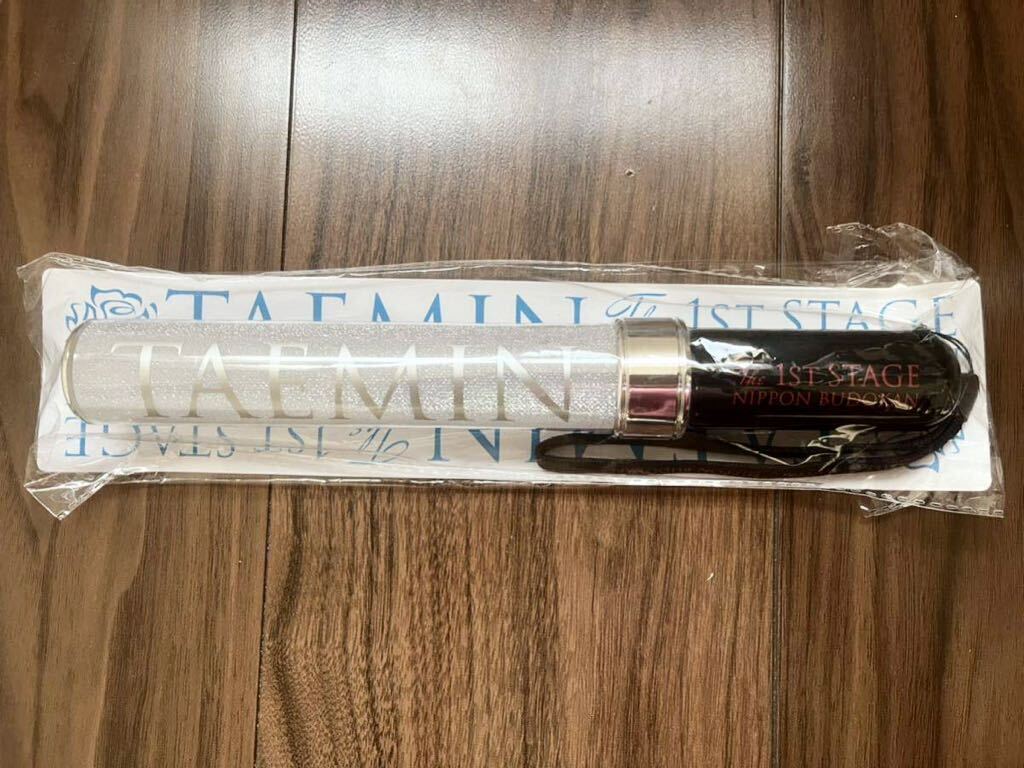 TAEMIN The 1ST STAGE
TAEMIN
The 1ST STAGE
NIPPON BUDOKAN
TAEMIN The 1ST STAGE